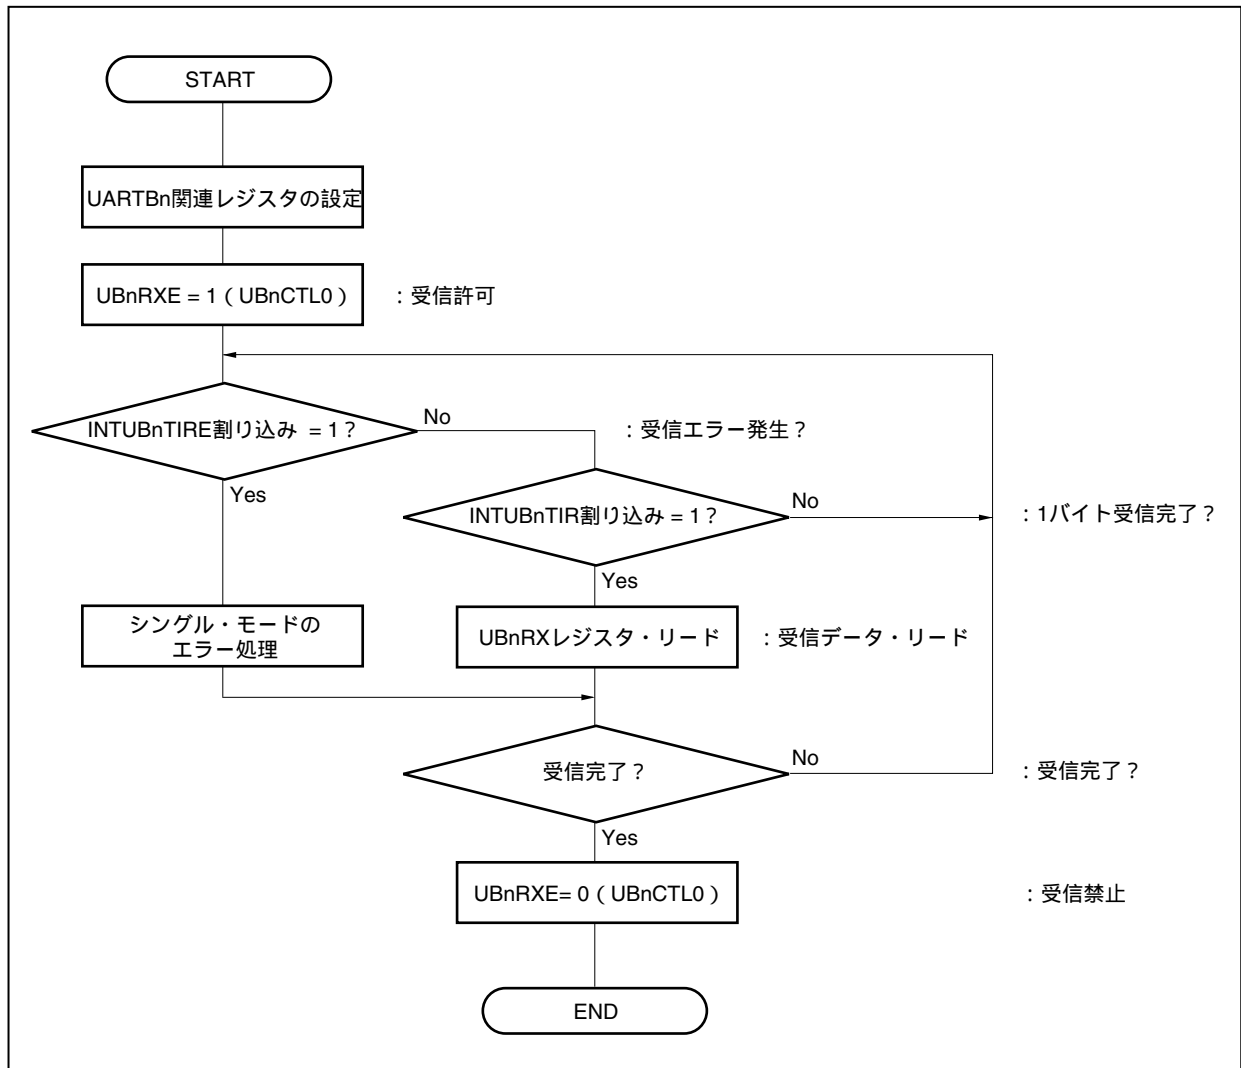 START
UARTBn関連レジスタの設定
UBnRXE = 1 ( UBnCTL0 )
：受信許可
INTUBnTIRE割り込み = 1 ?
No
：受信エラー発生？
Yes
INTUBnTIR割り込み = 1 ?
No
：1バイト受信完了？
Yes
シングル・モードの
エラー処理
UBnRXレジスタ・リード
：受信データ・リード
受信完了？
No
：受信完了？
Yes
UBnRXE= 0 ( UBnCTL0 )
：受信禁止
END